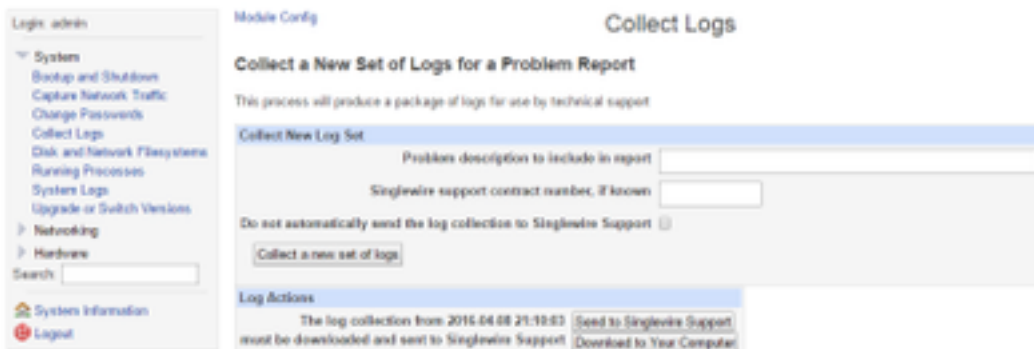 Login: admin
System
Bootup and Shutdown
Capture Network Traffic
Change Passwords
Collect Logs
Disk and Network Filesystems
Running Processes
System Logs
Upgrade or Switch Versions
Networking
Hardware
Search:
System Information
Logout
Module Config
Collect Logs
Collect a New Set of Logs for a Problem Report
This process will produce a package of logs for use by technical support
Collect New Log Set
Problem description to include in report
Singlewire support contract number, if known
Do not automatically send the log collection to Singlewire Support
Collect a new set of logs
Log Actions
The log collection from 2016-04-08 21:10:03 Send to Singlewire Support
must be downloaded and sent to Singlewire Support Download to Your Computer